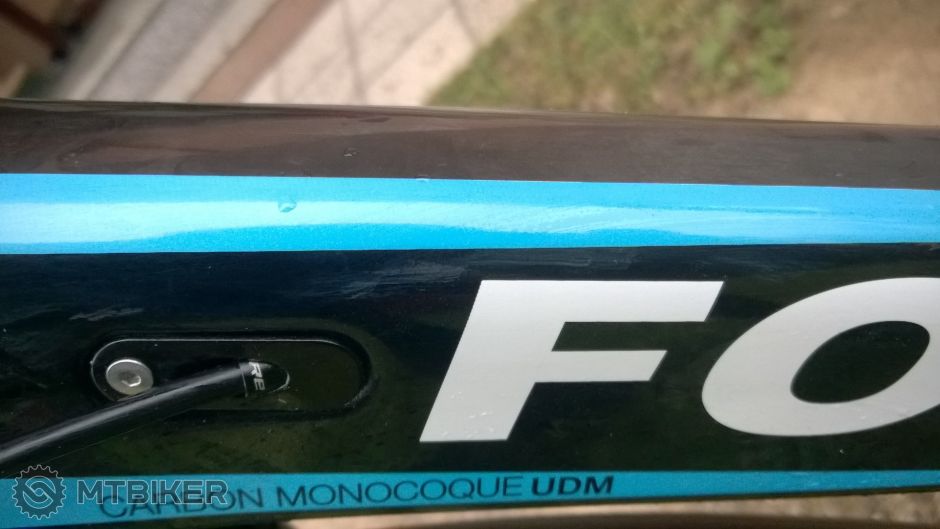 FO
RE
CARBON MONOCOQUE UDM
MTBIKER